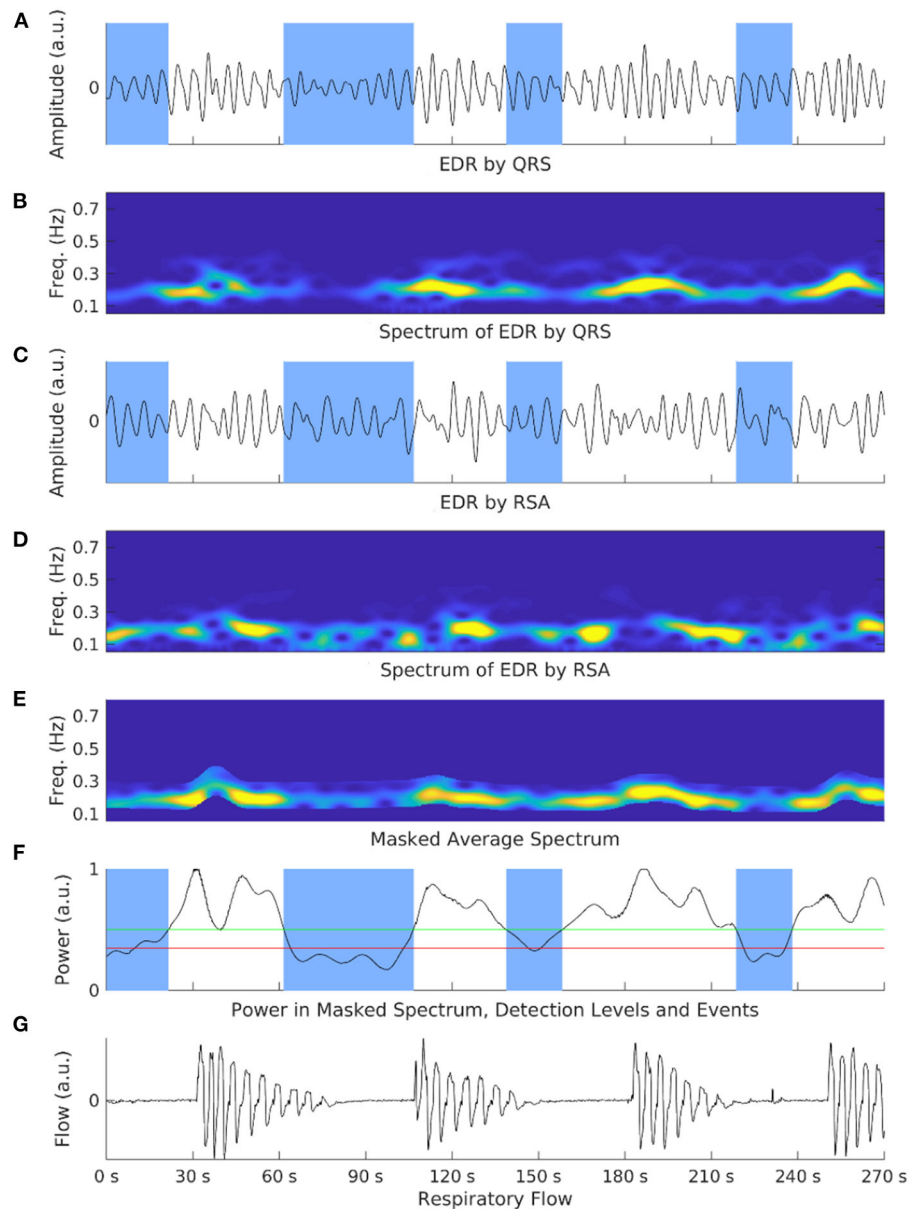 A
Amplitude (a.u.)
0
EDR by QRS
B
Freq. (Hz)
0.7
0.5
0.3
0.1
Spectrum of EDR by QRS
C
Amplitude (a.u.)
0
EDR by RSA
D
Freq. (Hz)
0.7
0.5
0.3
0.1
Spectrum of EDR by RSA
E
Freq. (Hz)
0.7
0.5
0.3
0.1
Masked Average Spectrum
F
Power (a.u.)
1
0
Power in Masked Spectrum, Detection Levels and Events
G
Flow (a.u.)
0
0 s 30 s 60 s 90 s 120 s 150 s 180 s 210 s 240 s 270 s
Respiratory Flow